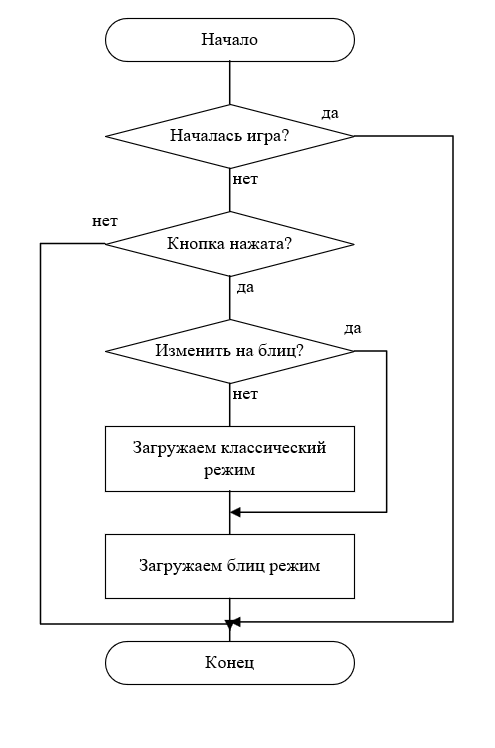 Начало
да
Началась игра?
нет
нет
Кнопка нажата?
да
да
Изменить на блиц?
нет
Загружаем классический
режим
Загружаем блиц режим
Конец